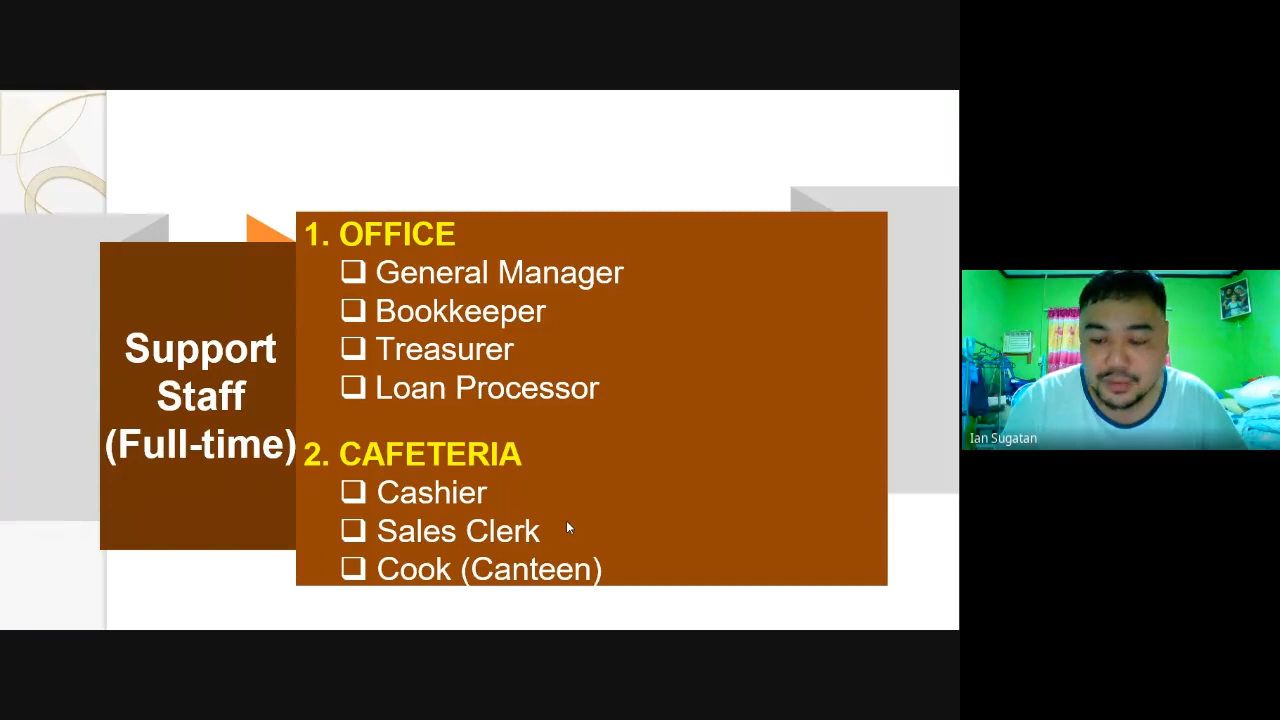 Support
Staff
(Full-time)
1. OFFICE
❑ General Manager
❑ Bookkeeper
❑ Treasurer
❑ Loan Processor
2. CAFETERIA
❑ Cashier
❑ Sales Clerk
❑ Cook (Canteen)
Ian Sugatan